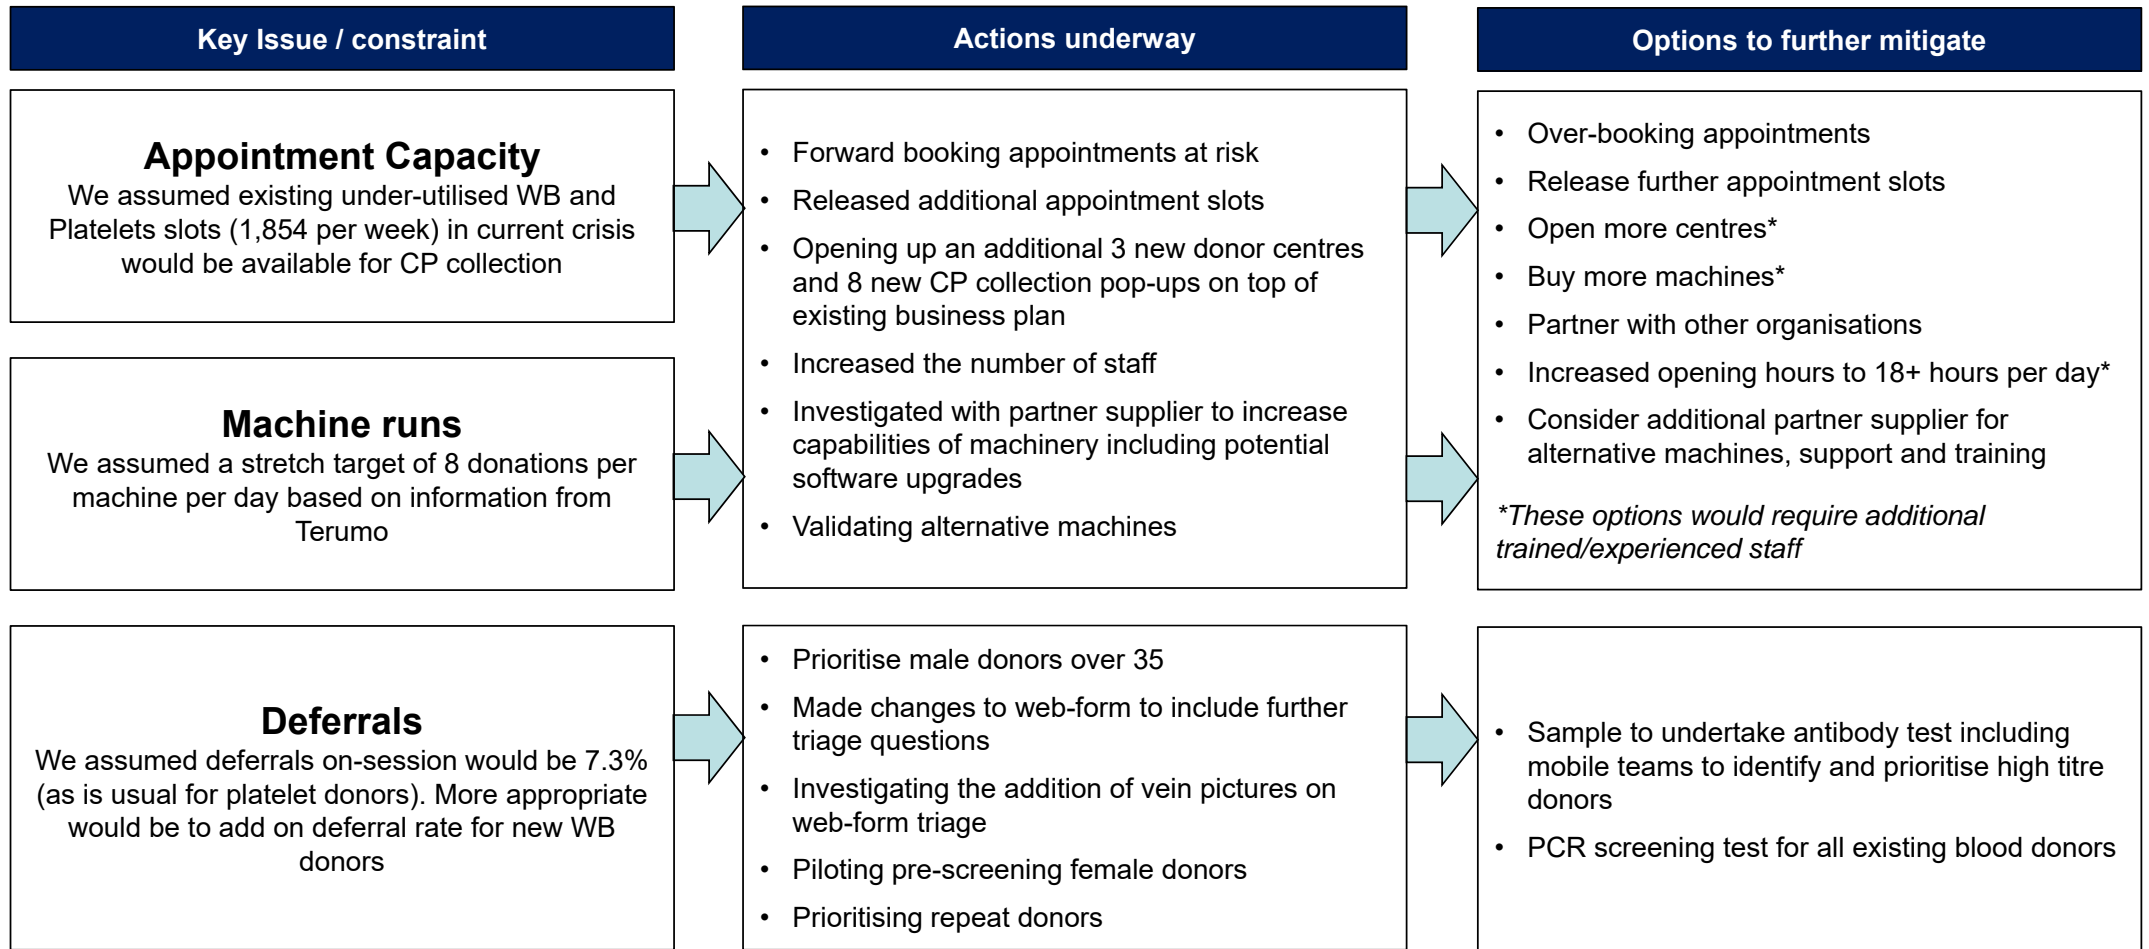 Key Issue / constraint
Actions underway
Options to further mitigate
Appointment Capacity
We assumed existing under-utilised WB and
Platelets slots (1,854 per week) in current crisis
would be available for CP collection
Machine runs
We assumed a stretch target of 8 donations per
machine per day based on information from
Terumo
• Forward booking appointments at risk
• Released additional appointment slots
• Opening up an additional 3 new donor centres
and 8 new CP collection pop-ups on top of
existing business plan
• Increased the number of staff
• Investigated with partner supplier to increase
capabilities of machinery including potential
software upgrades
• Validating alternative machines
• Over-booking appointments
• Release further appointment slots
• Open more centres*
• Buy more machines*
• Partner with other organisations
• Increased opening hours to 18+ hours per day*
• Consider additional partner supplier for
alternative machines, support and training
*These options would require additional
trained/experienced staff
Deferrals
We assumed deferrals on-session would be 7.3%
(as is usual for platelet donors). More appropriate
would be to add on deferral rate for new WB
donors
• Prioritise male donors over 35
• Made changes to web-form to include further
triage questions
• Investigating the addition of vein pictures on
web-form triage
• Piloting pre-screening female donors
• Prioritising repeat donors
• Sample to undertake antibody test including
mobile teams to identify and prioritise high titre
donors
• PCR screening test for all existing blood donors